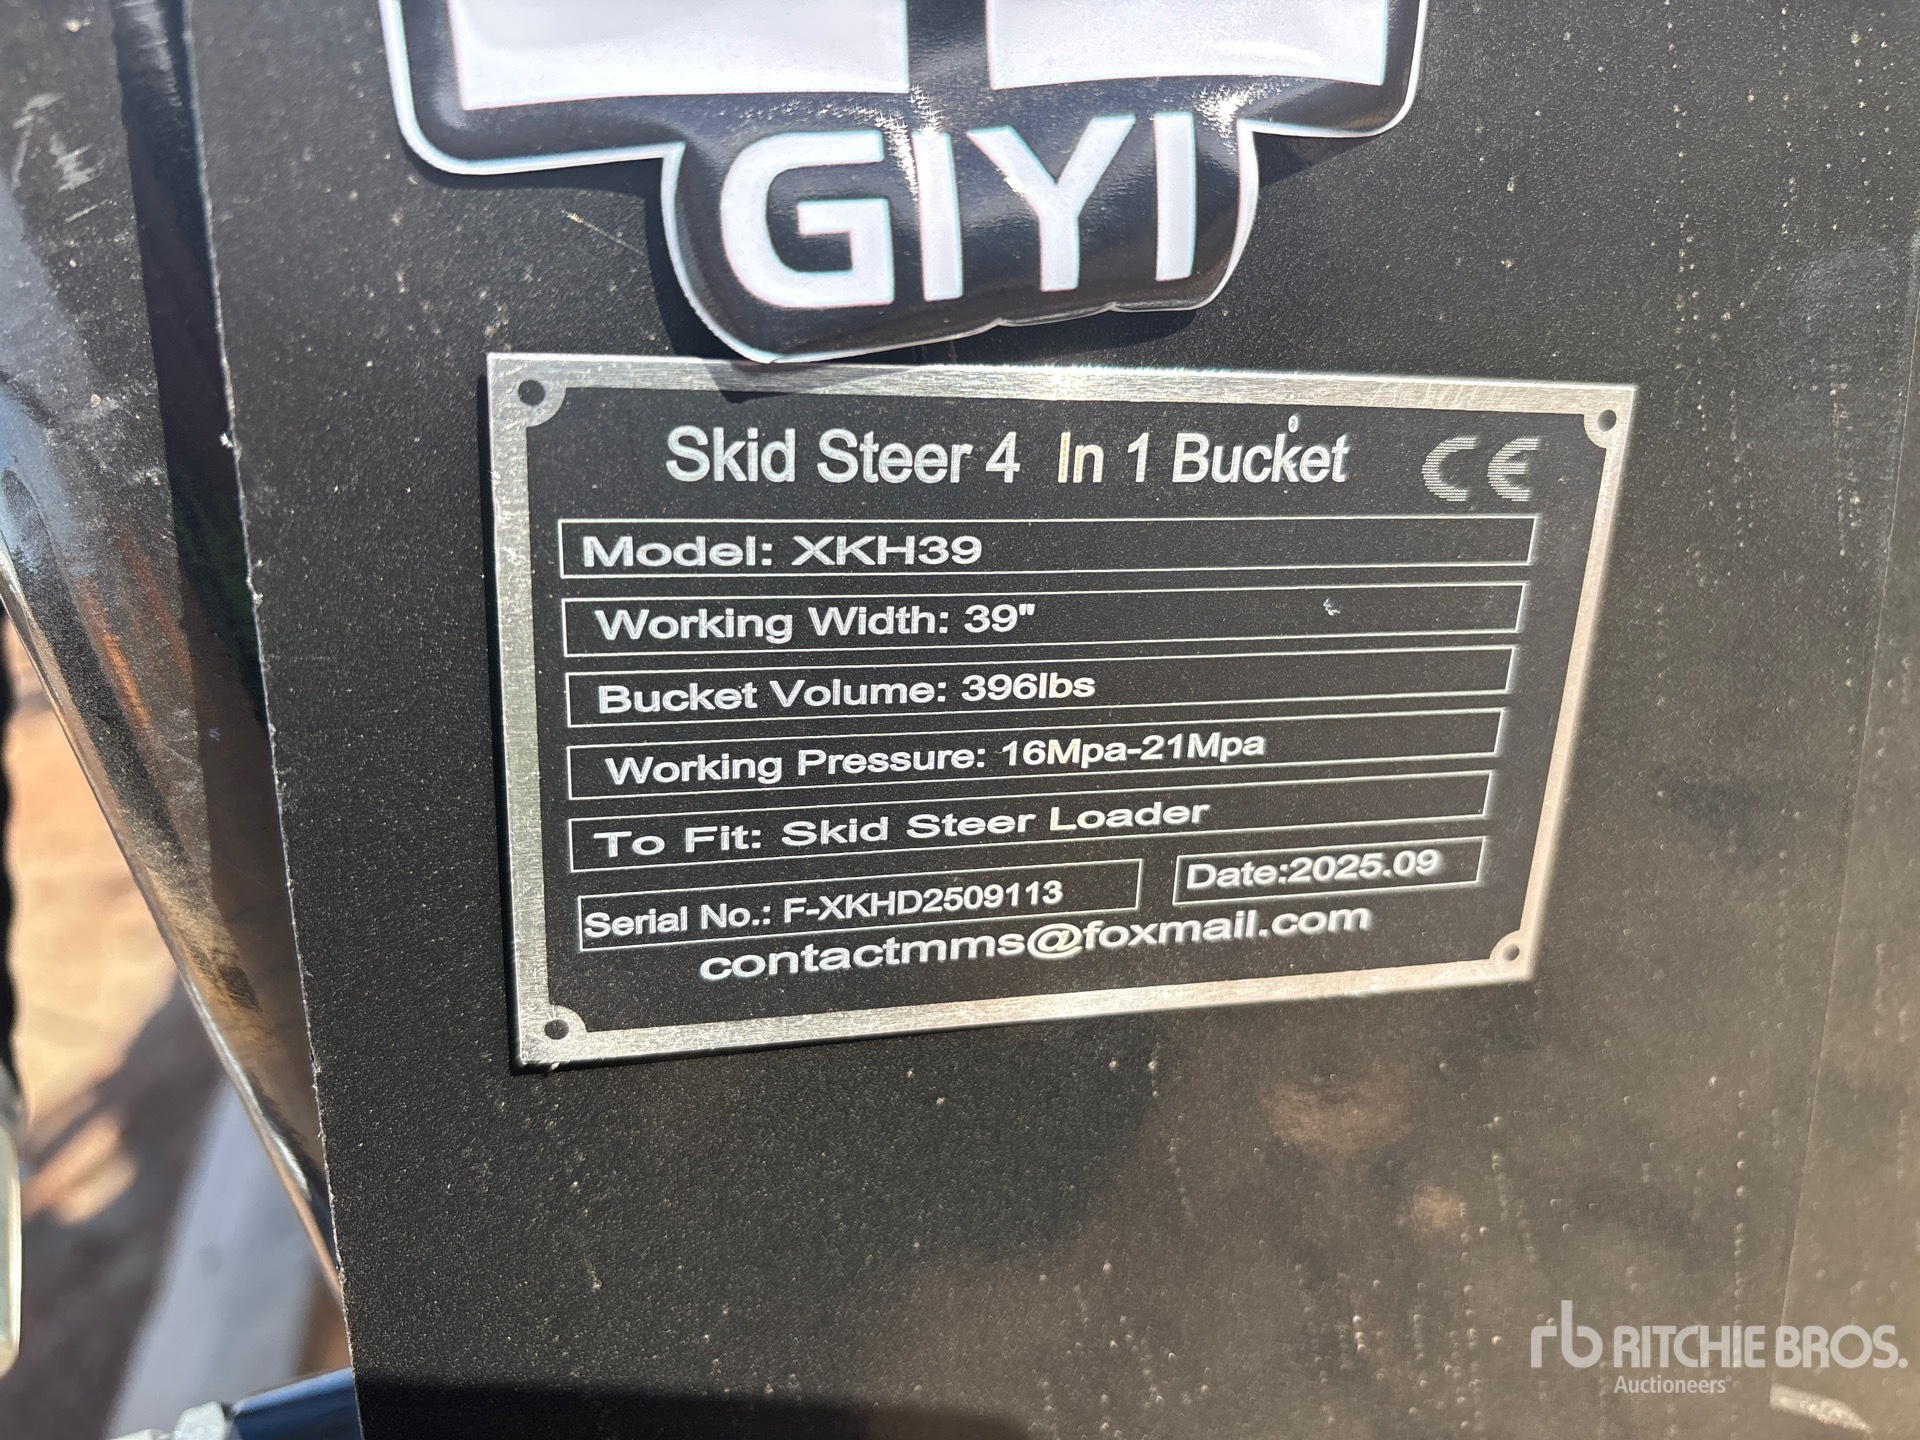 GIYI
Skid Steer 4 In 1 Bucket CE
Model: XKH39
Working Width: 39"
Bucket Volume: 396lbs
Working Pressure: 16Mpa-21Mpa
To Fit: Skid Steer Loader
Serial No.: F-XKHD2509113 Date:2025.09
contactmms@foxmail.com
rb RITCHIE BROS.
Auctioneers